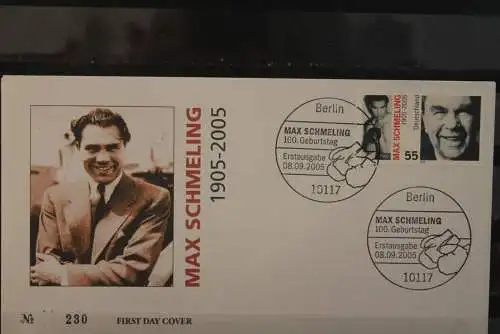 MAX SCHMELING
1905-2005
Nº 230
FIRST DAY COVER
Berlin
MAX SCHMELING
100. Geburtstag
Erstausgabe
08.09.2005
10117
MAX SCHMELING
1905-2005
Deutschland
55
Berlin
MAX SCHMELING
100. Geburtstag
Erstausgabe
08.09.2005
10117